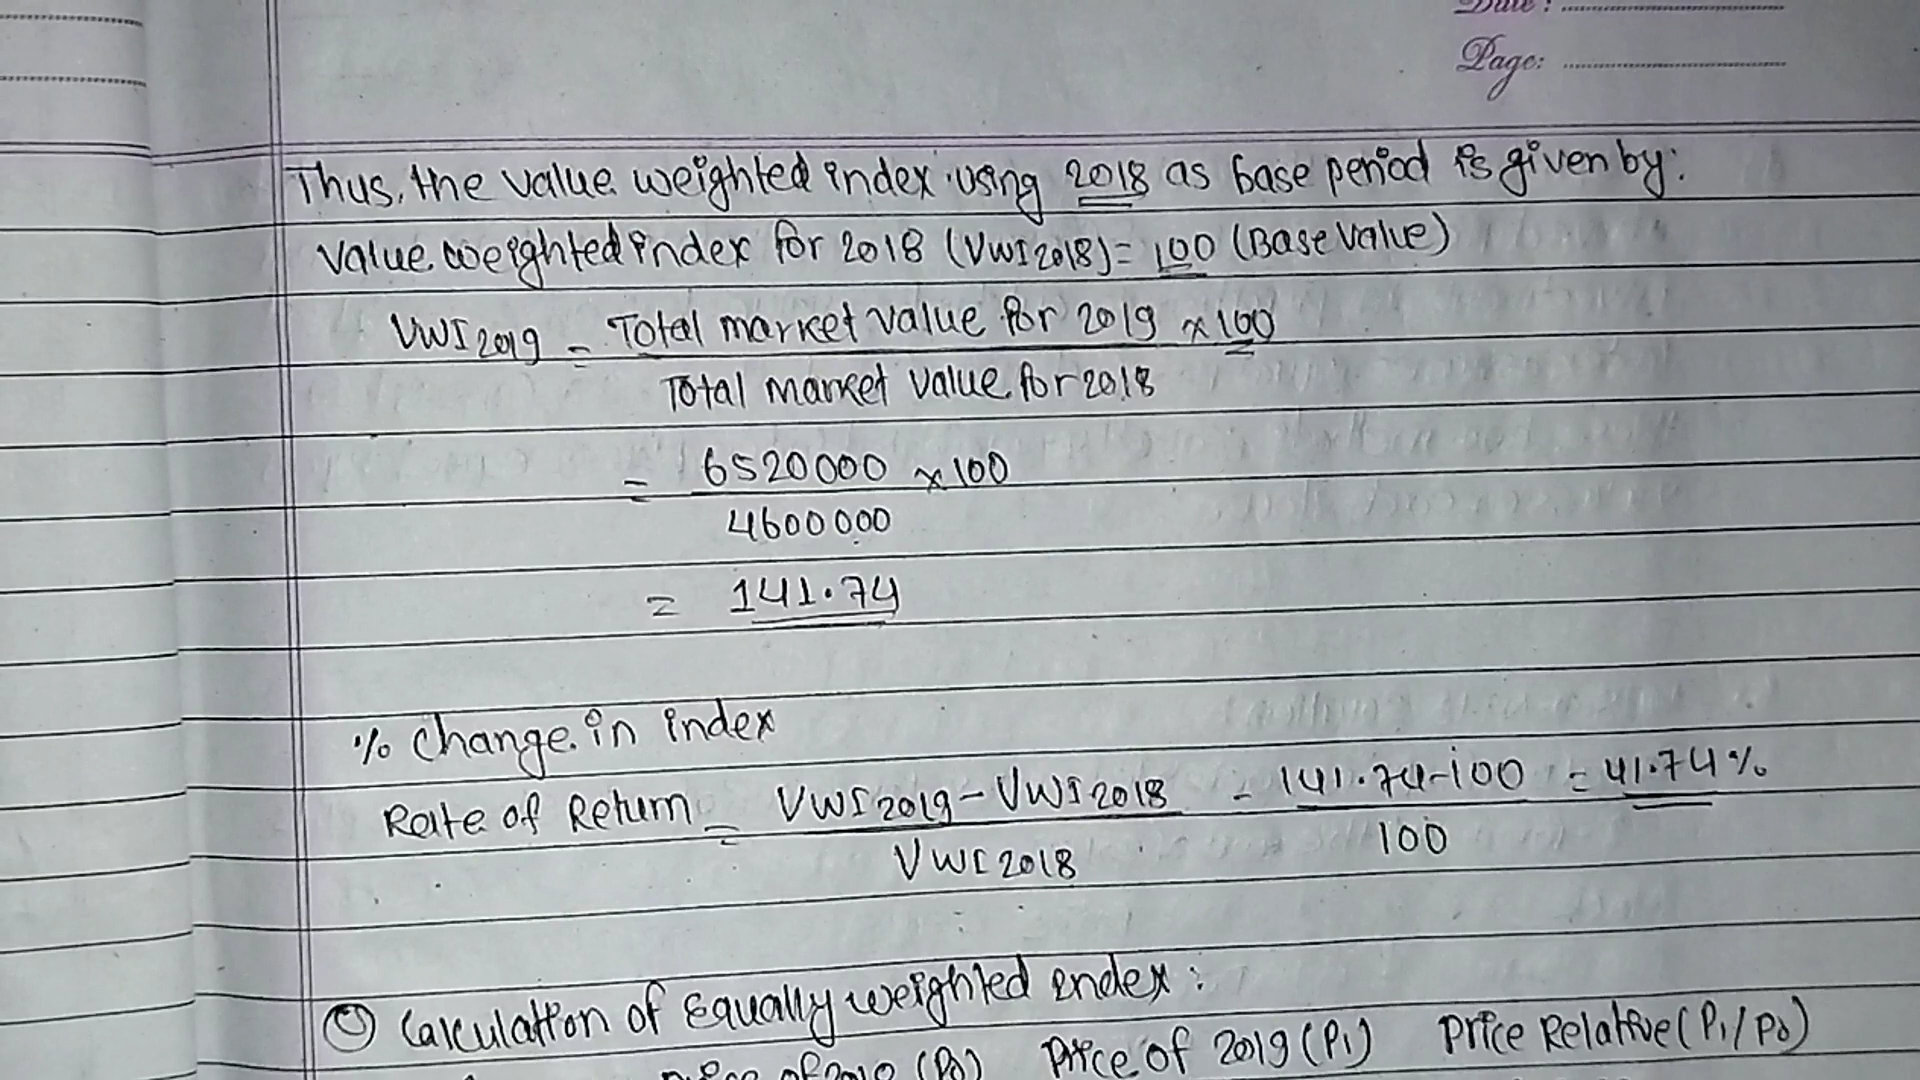 Date:
Page:
Thus, the value weighted index using 2018 as base period is given by:
Value weighted index for 2018 (VWI2018) = 100 (Base value)
VWI2019 = Total market value for 2019 x 100
Total market value for 2018
= 6520000 x 100
4600000
= 141.74
% change in index
Rate of Return = VWI2019 - VWI2018 = 141.74-100 = 41.74%
VWI2018 100
C Calculation of Equally weighted index:
(P0) Price of 2019 (P1) Price Relative (P1/P0)